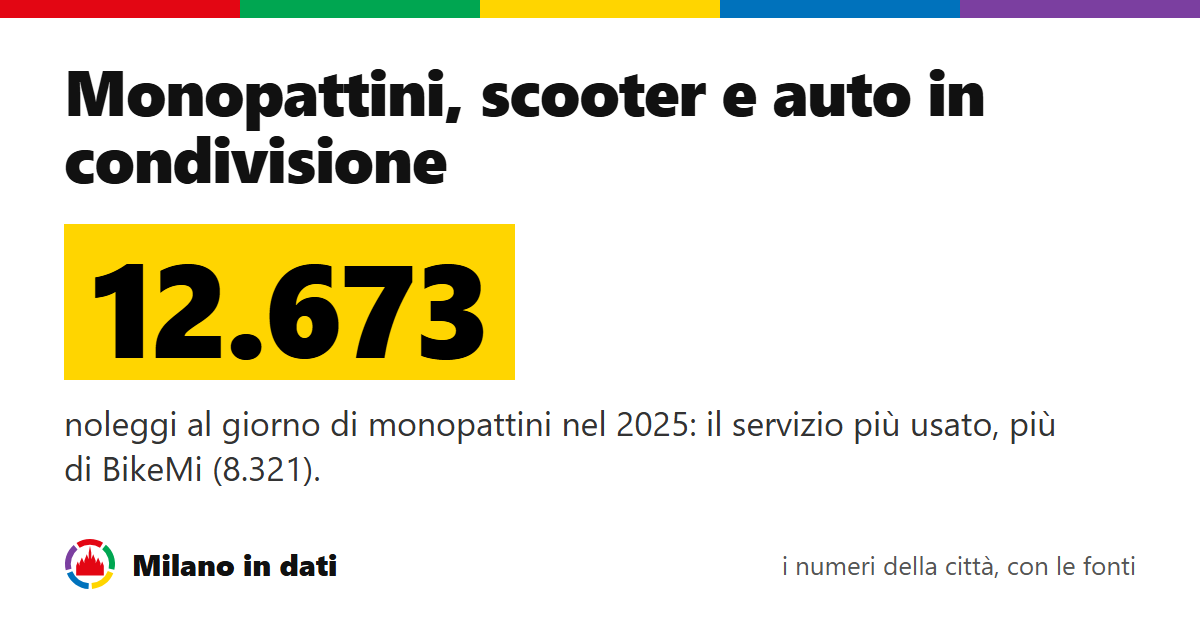 Monopattini, scooter e auto in
condivisione
12.673
noleggi al giorno di monopattini nel 2025: il servizio più usato, più
di BikeMi (8.321).
Milano in dati
i numeri della città, con le fonti